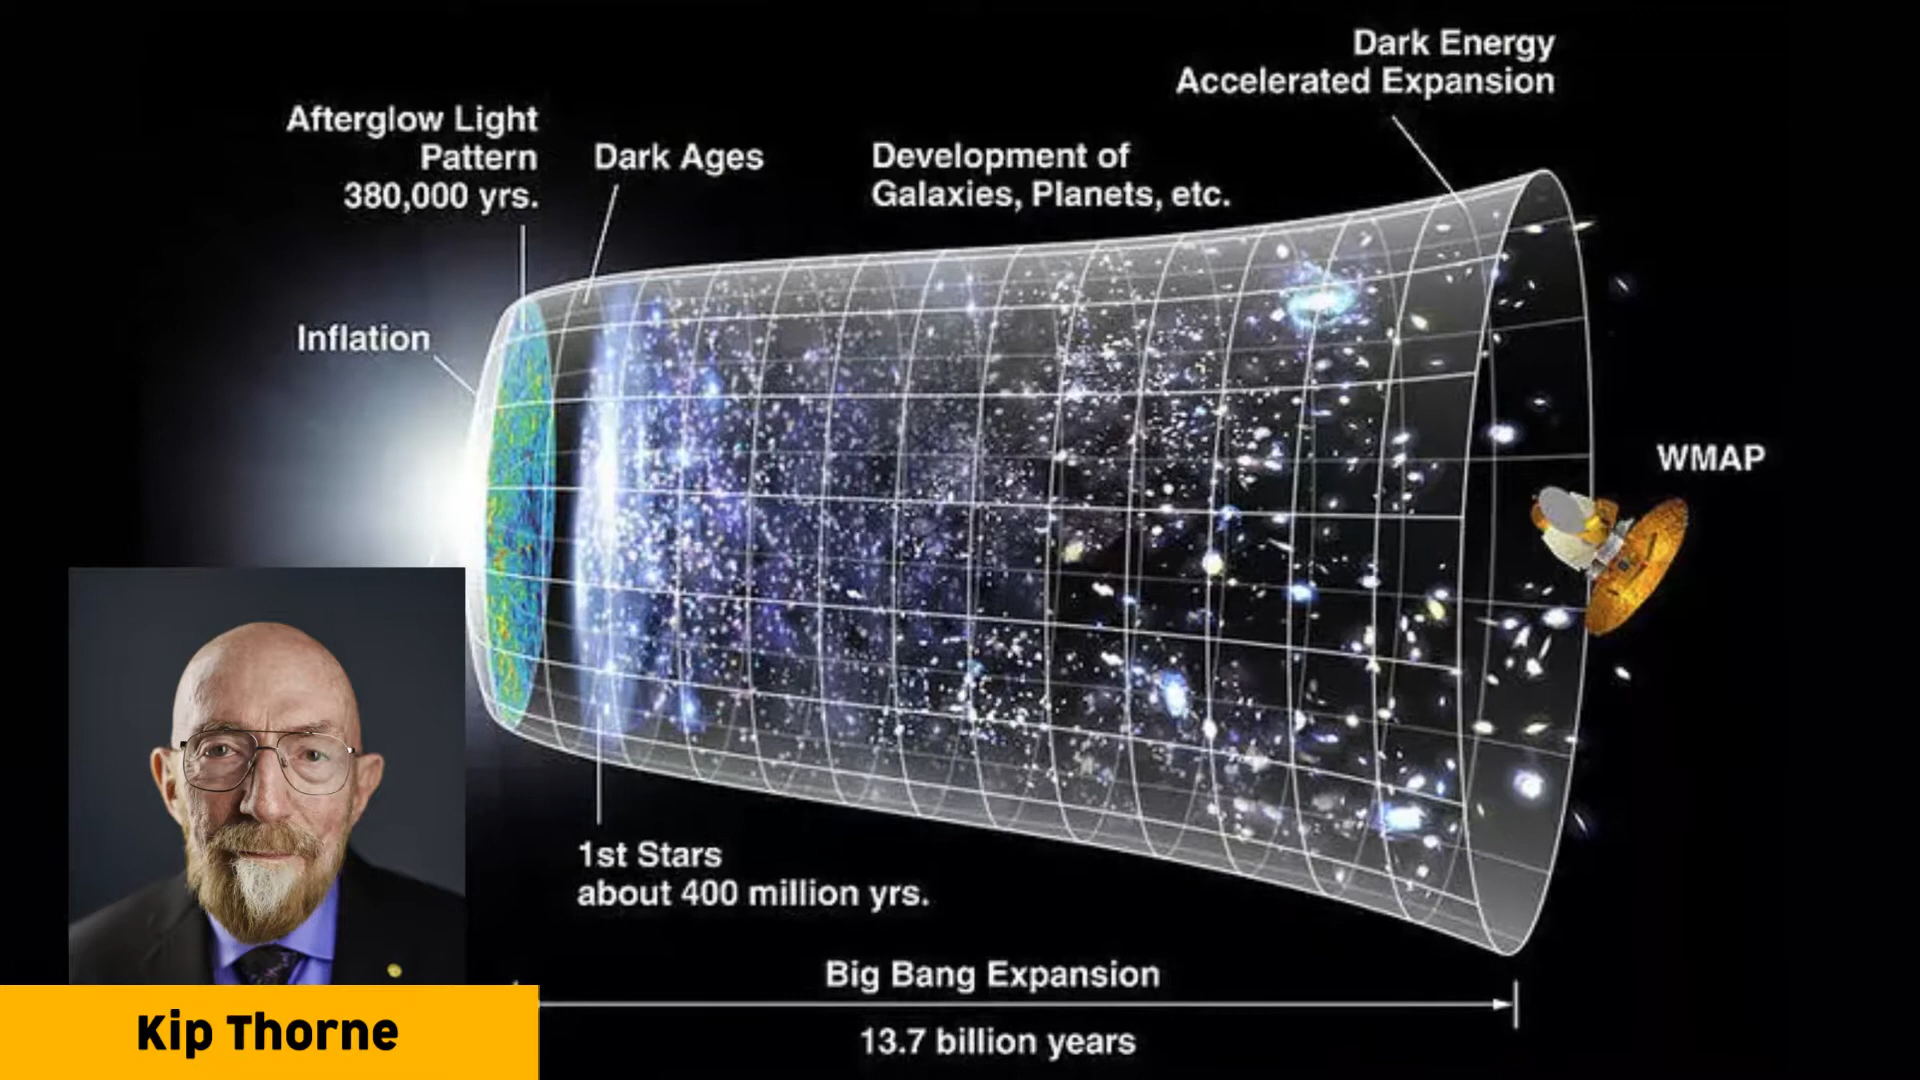 Dark Energy
Accelerated Expansion
Afterglow Light
Pattern
380,000 yrs.
Dark Ages
Development of
Galaxies, Planets, etc.
Inflation
WMAP
1st Stars
about 400 million yrs.
Big Bang Expansion
13.7 billion years
Kip Thorne